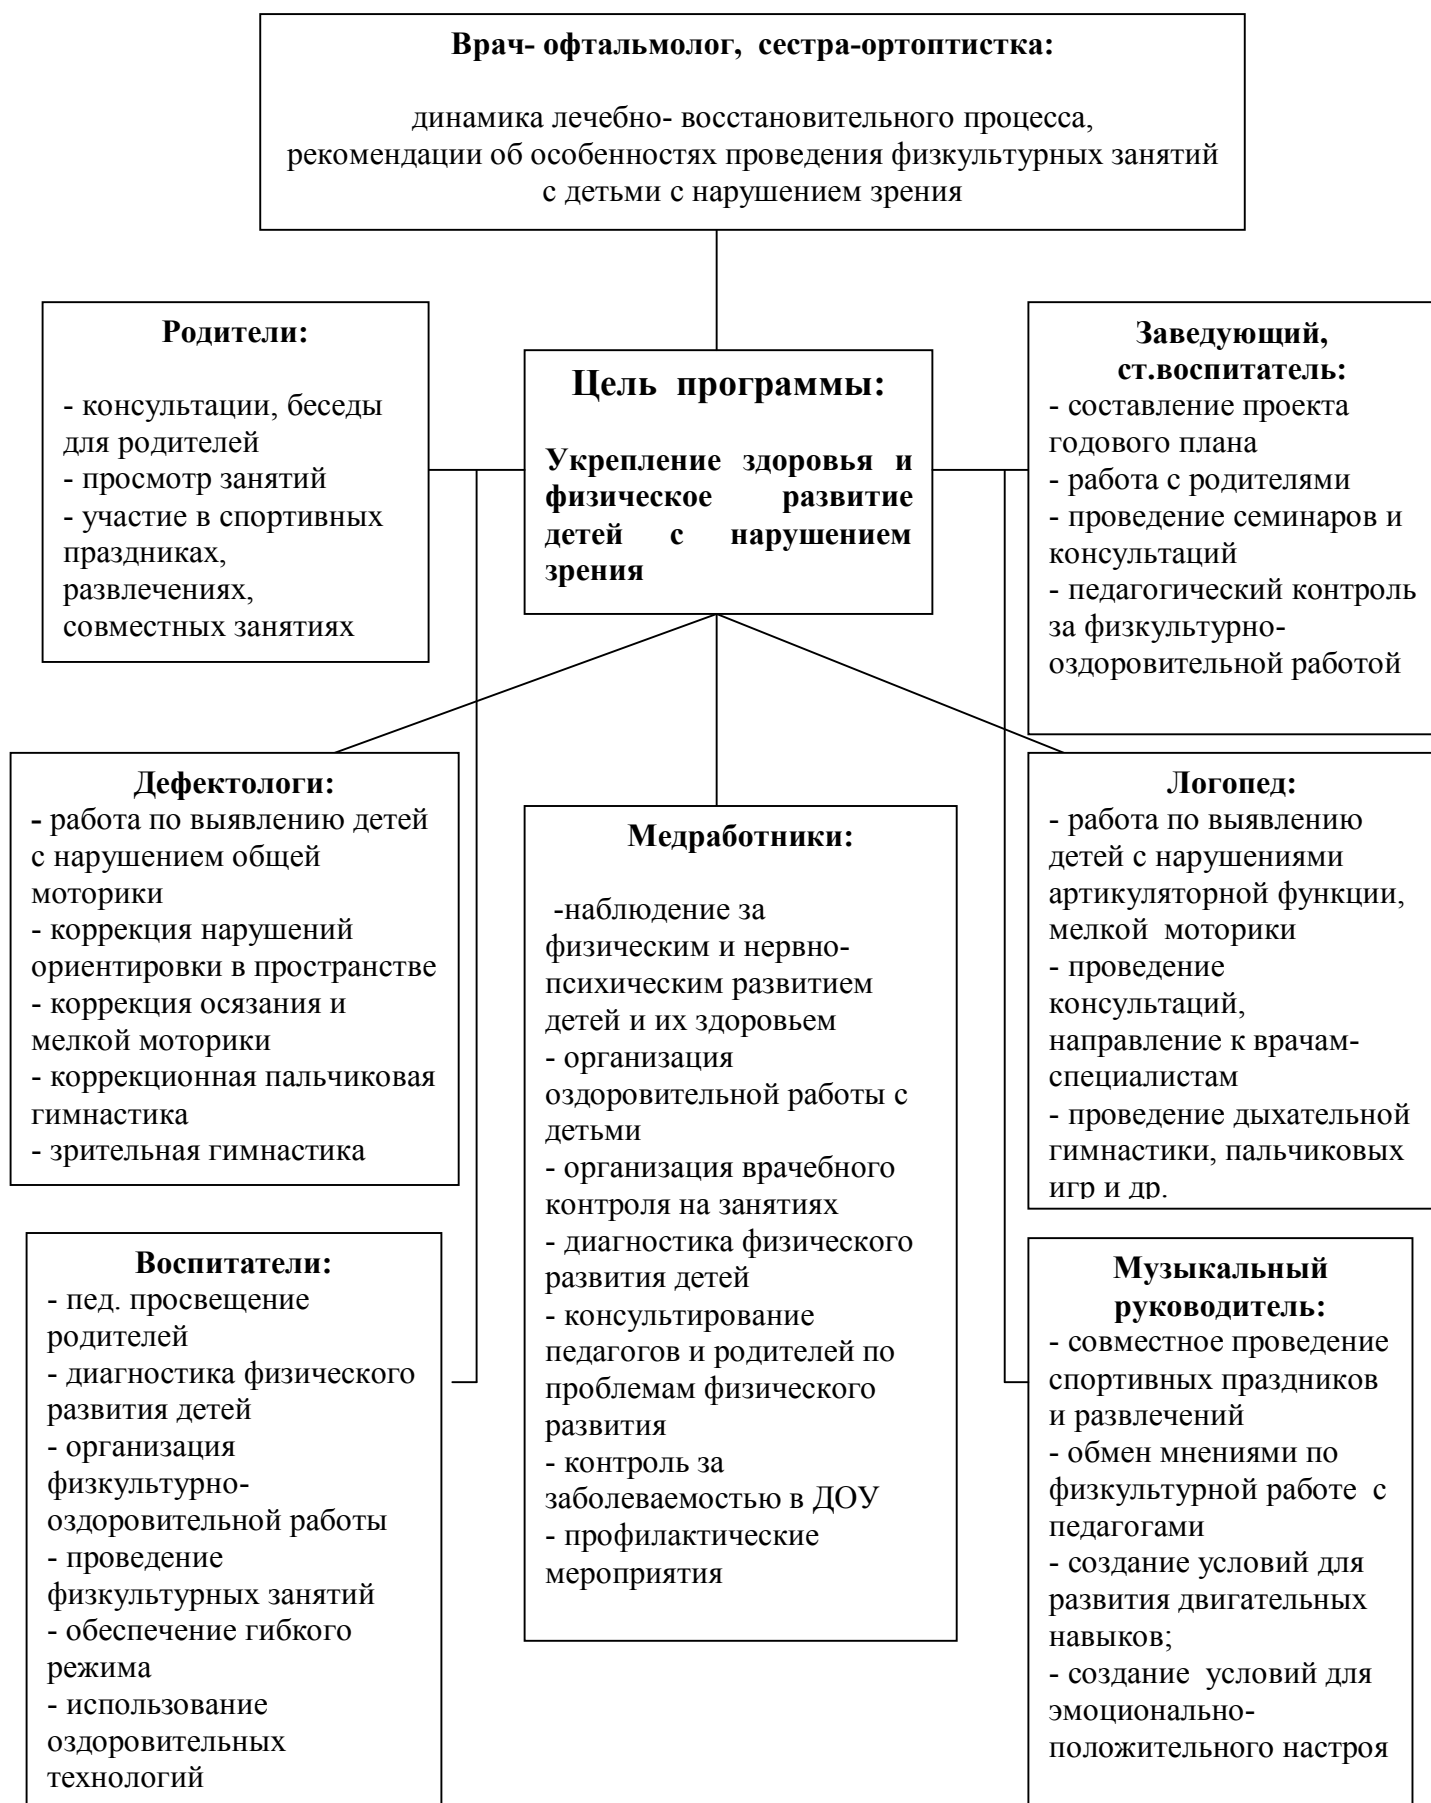 Врач- офтальмолог,  сестра-ортоптистка:
динамика лечебно- восстановительного процесса,
рекомендации об особенностях проведения физкультурных занятий
с детьми с нарушением зрения
Родители:
- консультации, беседы
для родителей
- просмотр занятий
- участие в спортивных
праздниках,
развлечениях,
совместных занятиях
Цель  программы:
Укрепление здоровья и
физическое развитие
детей с нарушением
зрения
Заведующий,
ст.воспитатель:
- составление проекта
годового плана
- работа с родителями
- проведение семинаров и
консультаций
- педагогический контроль
за физкультурно-
оздоровительной работой
Дефектологи:
- работа по выявлению детей
с нарушением общей
моторики
- коррекция нарушений
ориентировки в пространстве
- коррекция осязания и
мелкой моторики
- коррекционная пальчиковая
гимнастика
- зрительная гимнастика
Медработники:
-наблюдение за
физическим и нервно-
психическим развитием
детей и их здоровьем
- организация
оздоровительной работы с
детьми
- организация врачебного
контроля на занятиях
- диагностика физического
развития детей
- консультирование
педагогов и родителей по
проблемам физического
развития
- контроль за
заболеваемостью в ДОУ
- профилактические
мероприятия
Логопед:
- работа по выявлению
детей с нарушениями
артикуляторной функции,
мелкой  моторики
- проведение
консультаций,
направление к врачам-
специалистам
- проведение дыхательной
гимнастики, пальчиковых
игр и др.
Воспитатели:
- пед. просвещение
родителей
- диагностика физического
развития детей
- организация
физкультурно-
оздоровительной работы
- проведение
физкультурных занятий
- обеспечение гибкого
режима
- использование
оздоровительных
технологий
Музыкальный
руководитель:
- совместное проведение
спортивных праздников
и развлечений
- обмен мнениями по
физкультурной работе  с
педагогами
- создание условий для
развития двигательных
навыков;
- создание  условий для
эмоционально-
положительного настроя